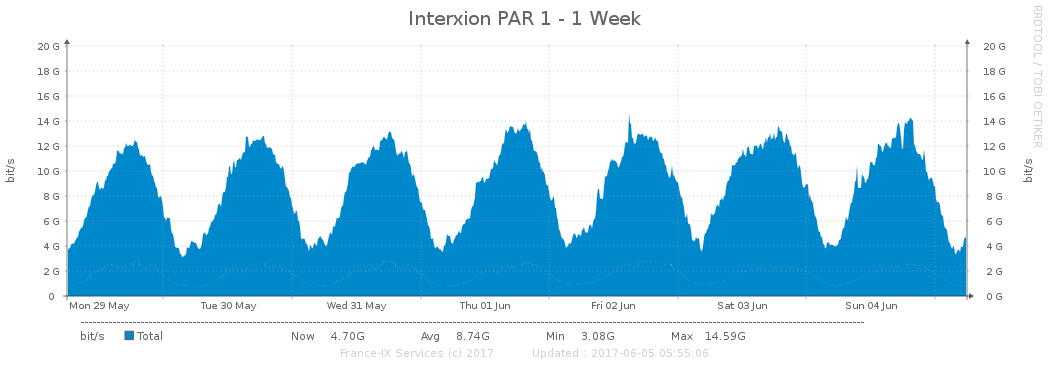 Interxion PAR 1 - 1 Week
RRDTOOL / TOBI OETIKER
20 G 20 G
18 G 18 G
16 G 16 G
14 G 14 G
12 G 12 G
10 G 10 G
8 G 8 G
6 G 6 G
4 G 4 G
2 G 2 G
0 0 G
bit/s bit/s
Mon 29 May Tue 30 May Wed 31 May Thu 01 Jun Fri 02 Jun Sat 03 Jun Sun 04 Jun
bit/s Total Now 4.70G Avg 8.74G Min 3.08G Max 14.59G
France-IX Services (c) 2017 Updated : 2017-06-05 05:55:06